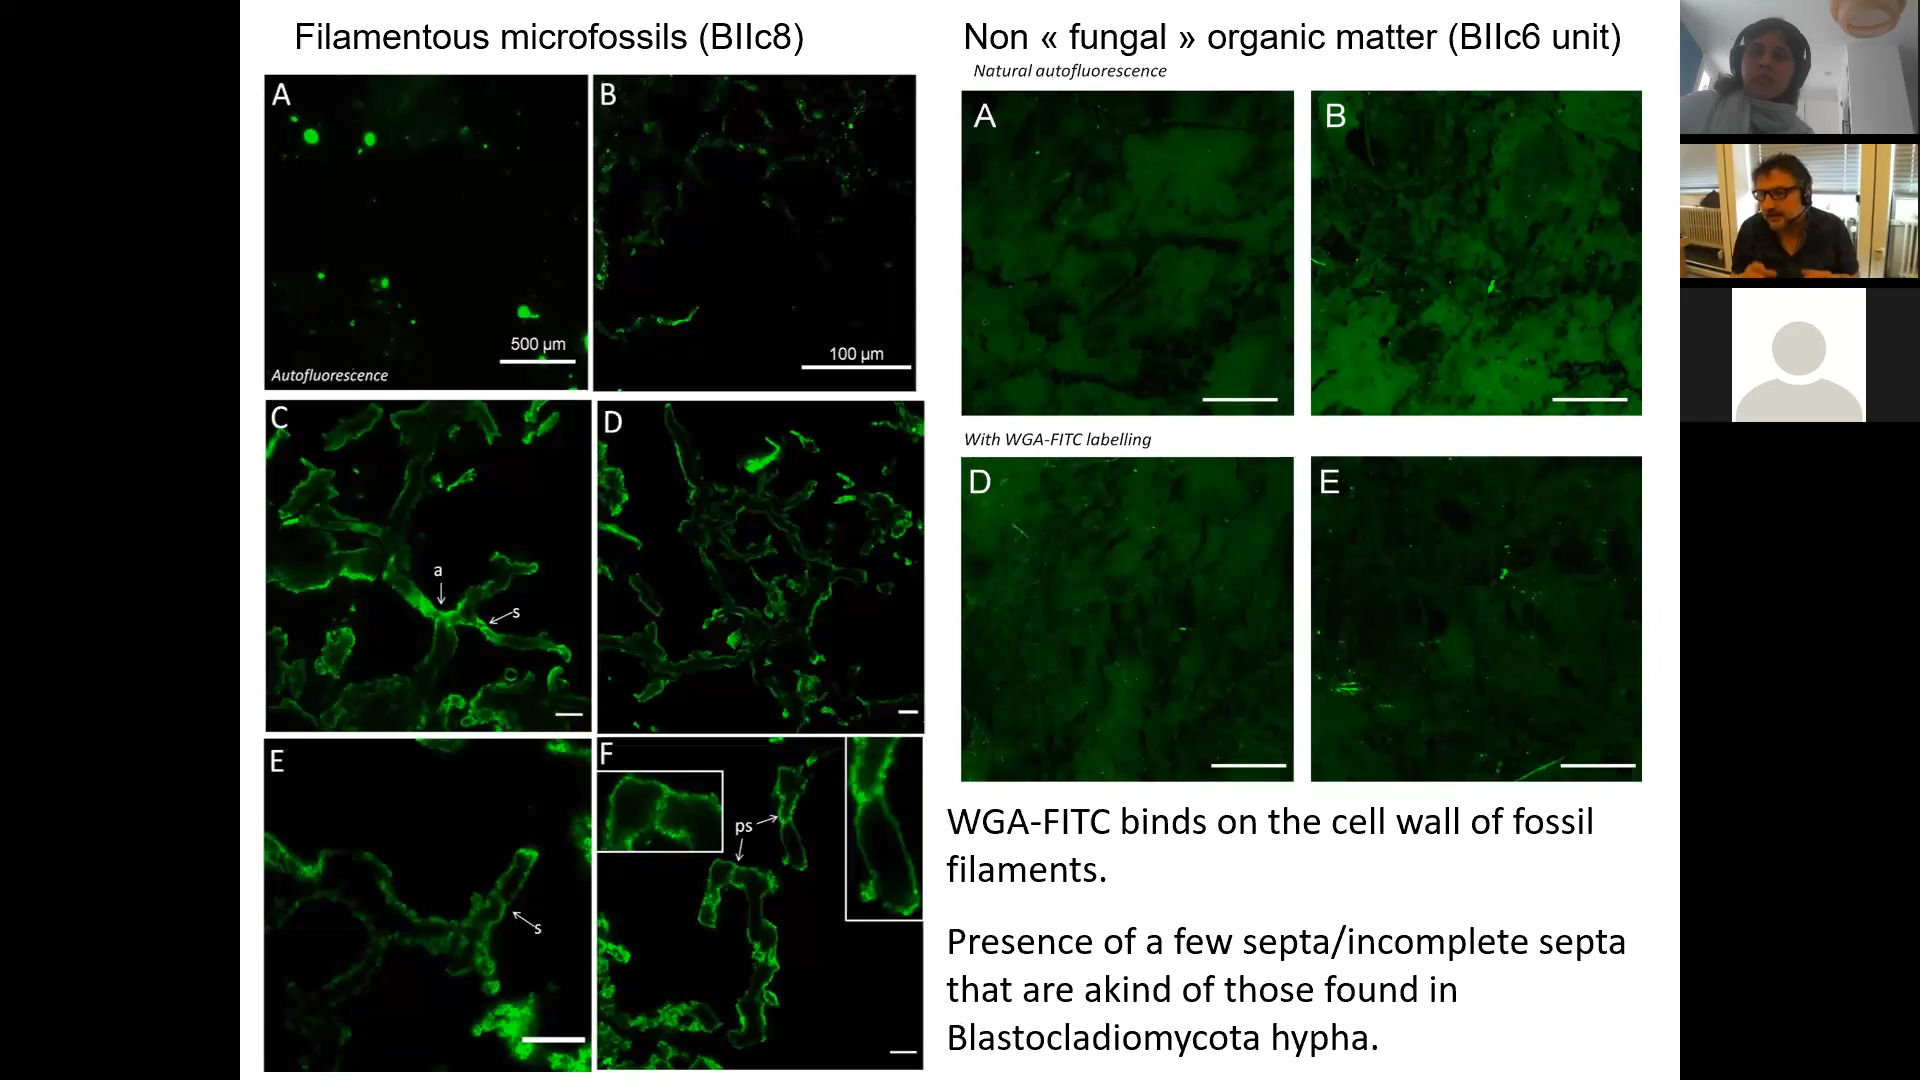 Filamentous microfossils (BIIc8)
A
B
500 µm
Autofluorescence
100 µm
C
a
s
D
E
s
F
ps
Non « fungal » organic matter (BIIc6 unit)
Natural autofluorescence
A
B
With WGA-FITC labelling
D
E
WGA-FITC binds on the cell wall of fossil
filaments.
Presence of a few septa/incomplete septa
that are akind of those found in
Blastocladiomycota hypha.